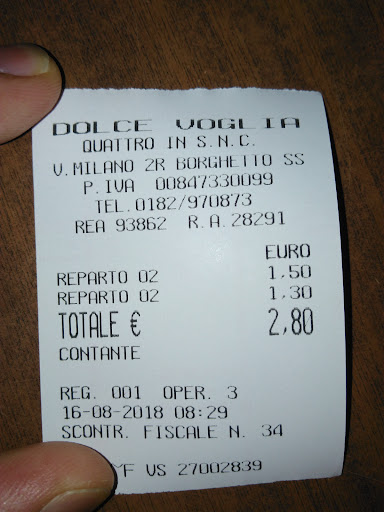 DOLCE VOGLIA
QUATTRO IN S.N.C.
V.MILANO 2R BORGHETTO SS
P.IVA 00847330099
TEL.0182/970873
REA 93862 R.A.28291
EURO
REPARTO 02 1,50
REPARTO 02 1,30
TOTALE € 2,80
CONTANTE
REG. 001 OPER. 3
16-08-2018 08:29
SCONTR. FISCALE N. 34
MF VS 27002839